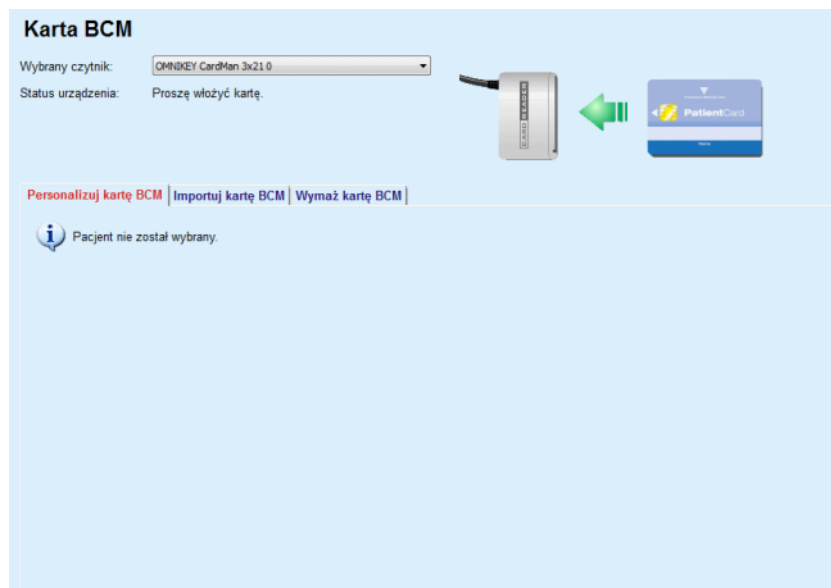 Karta BCM
Wybrany czytnik:
OMNIKEY CardMan 3x21 0
Status urządzenia:
Proszę włożyć kartę.
CARD READER
PatientCard
Personalizuj kartę BCM
Importuj kartę BCM
Wymaż kartę BCM
Pacjent nie został wybrany.